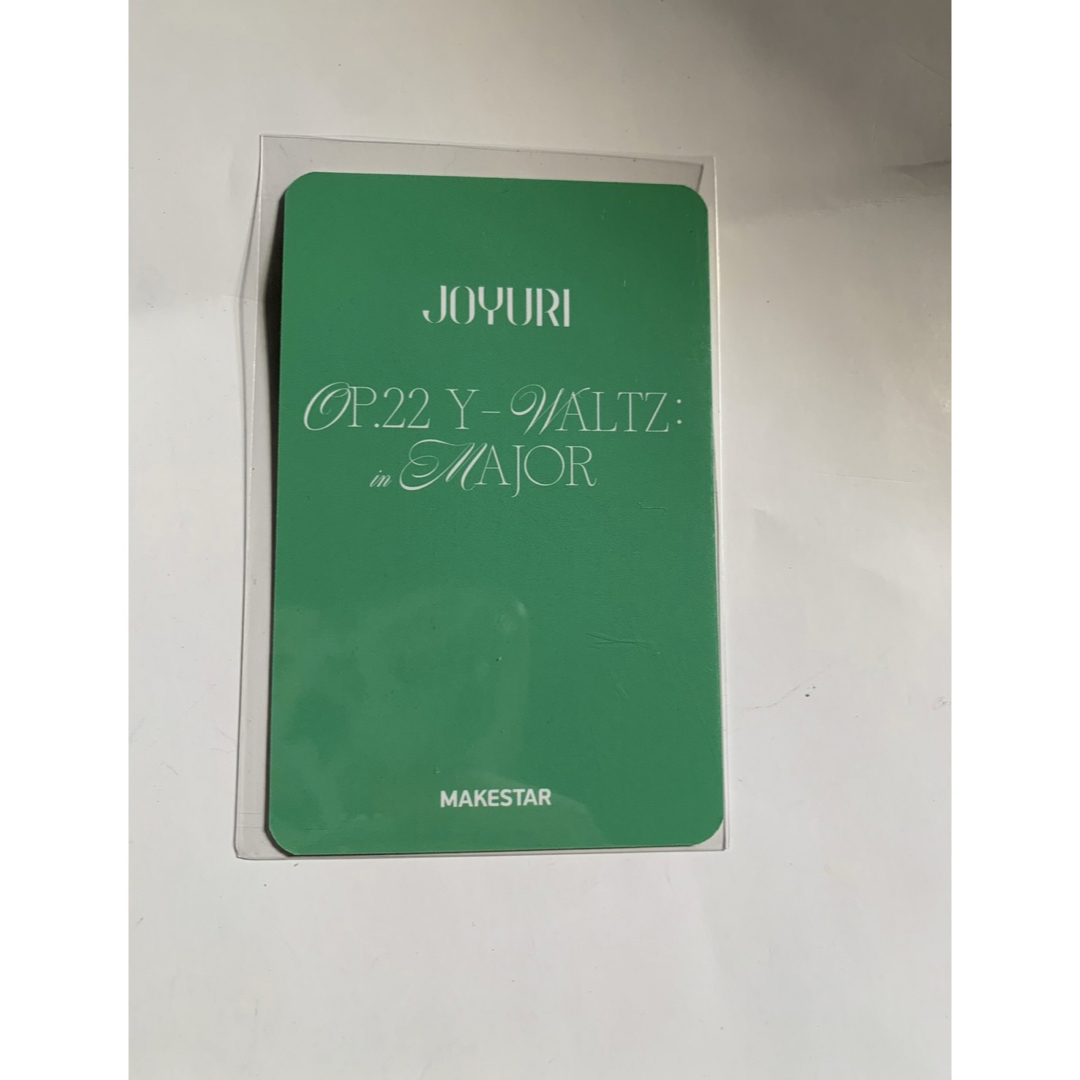 JOYURI
OP.22 Y-WALTZ:
in MAJOR
MAKESTAR